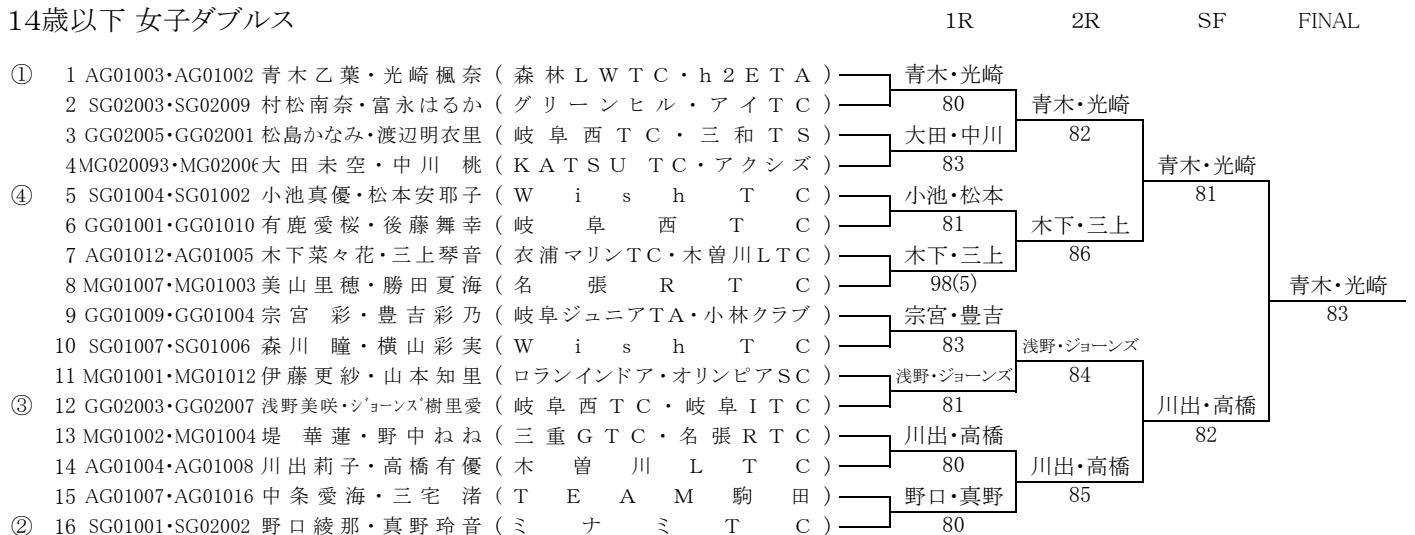 14歳以下 女子ダブルス 1R 2R SF FINAL
① 1 AG01003・AG01002 青木乙葉・光崎楓奈 (森林LWTC・h2ETA) 青木・光崎
2 SG02003・SG02009 村松南奈・富永はるか (グリーンヒル・アイTC) 80 青木・光崎
3 GG02005・GG02001 松島かなみ・渡辺明衣里 (岐阜西TC・三和TS) 大田・中川 82
4 MG020093・MG02006 大田未空・中川 桃 (KATSU TC・アクシズ) 83 青木・光崎
④ 5 SG01004・SG01002 小池真優・松本安耶子 (Wish TC) 小池・松本 81
6 GG01001・GG01010 有鹿愛桜・後藤舞幸 (岐阜西TC) 81 木下・三上
7 AG01012・AG01005 木下菜々花・三上琴音 (衣浦マリンTC・木曽川LTC) 木下・三上 86
8 MG01007・MG01003 美山里穂・勝田夏海 (名張RTC) 98(5) 青木・光崎
9 GG01009・GG01004 宗宮 彩・豊吉彩乃 (岐阜ジュニアTA・小林クラブ) 宗宮・豊吉 83
10 SG01007・SG01006 森川 瞳・横山彩実 (Wish TC) 83 浅野・ジョーンズ
11 MG01001・MG01012 伊藤更紗・山本知里 (ロランインドア・オリンピアSC) 浅野・ジョーンズ 84
③ 12 GG02003・GG02007 浅野美咲・ジョーンズ樹里愛 (岐阜西TC・岐阜ITC) 81 川出・高橋
13 MG01002・MG01004 堤 華蓮・野中ねね (三重GTC・名張RTC) 川出・高橋 82
14 AG01004・AG01008 川出莉子・高橋有優 (木曽川LTC) 80 川出・高橋
15 AG01007・AG01016 中条愛海・三宅 渚 (TEAM駒田) 野口・真野 85
② 16 SG01001・SG02002 野口綾那・真野玲音 (ミナミTC) 80